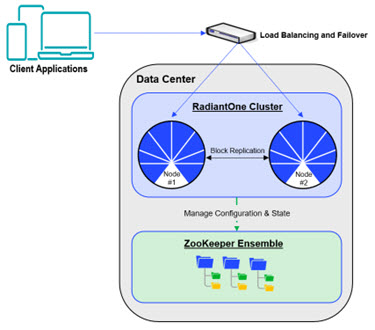 Load Balancing and Failover
Client Applications
Data Center
RadiantOne Cluster
Block Replication
Node
#1
Node
#2
Manage Configuration & State
ZooKeeper Ensemble